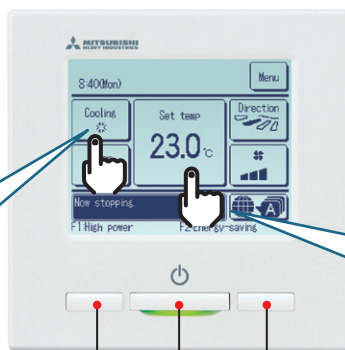 MITSUBISHI
HEAVY INDUSTRIES
8:40(Mon)
Menu
Cooling
Set temp
Direction
23.0 °C
Now stopping.
A
F1:High power
F2:Energy-saving